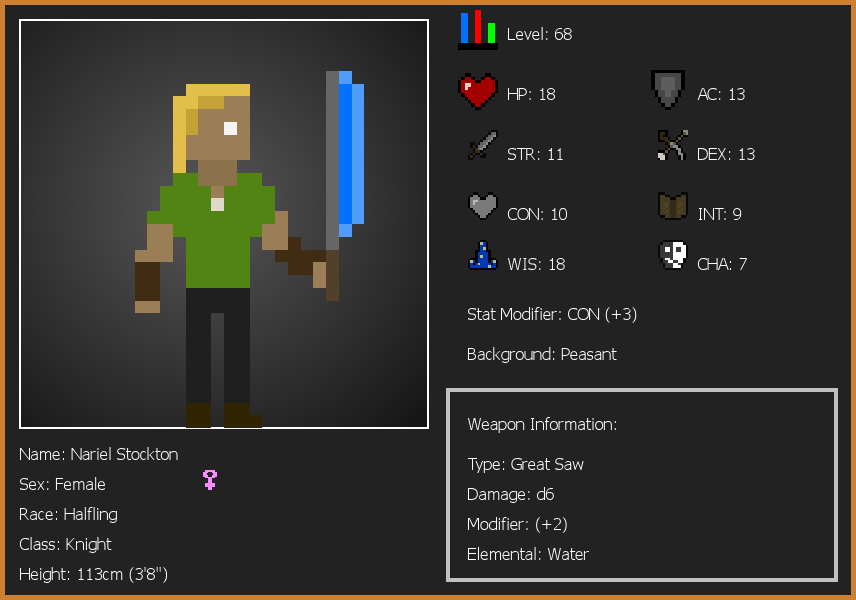 Level: 68
HP: 18
AC: 13
STR: 11
DEX: 13
CON: 10
INT: 9
WIS: 18
CHA: 7
Stat Modifier: CON (+3)
Background: Peasant
Weapon Information:
Type: Great Saw
Damage: d6
Modifier: (+2)
Elemental: Water
Name: Nariel Stockton
Sex: Female
Race: Halfling
Class: Knight
Height: 113cm (3'8")